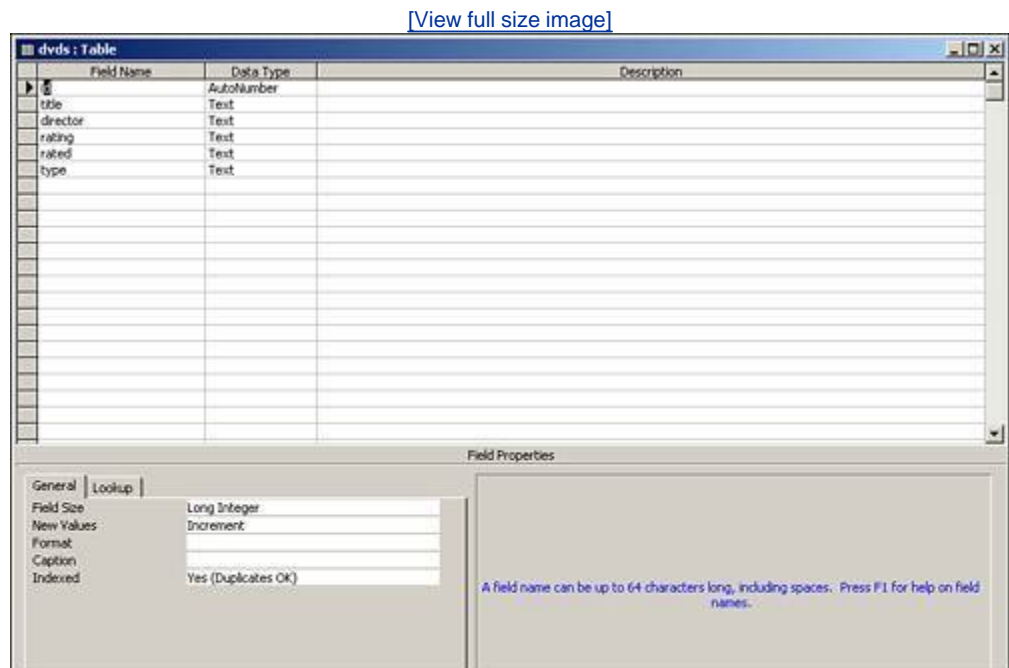 [View full size image]
dvds : Table
Field Name Data Type Description
AutoNumber
title Text
director Text
rating Text
rated Text
type Text
Field Properties
General Lookup
Field Size Long Integer
New Values Increment
Format
Caption
Indexed Yes (Duplicates OK)
A field name can be up to 64 characters long, including spaces. Press F1 for help on field
names.